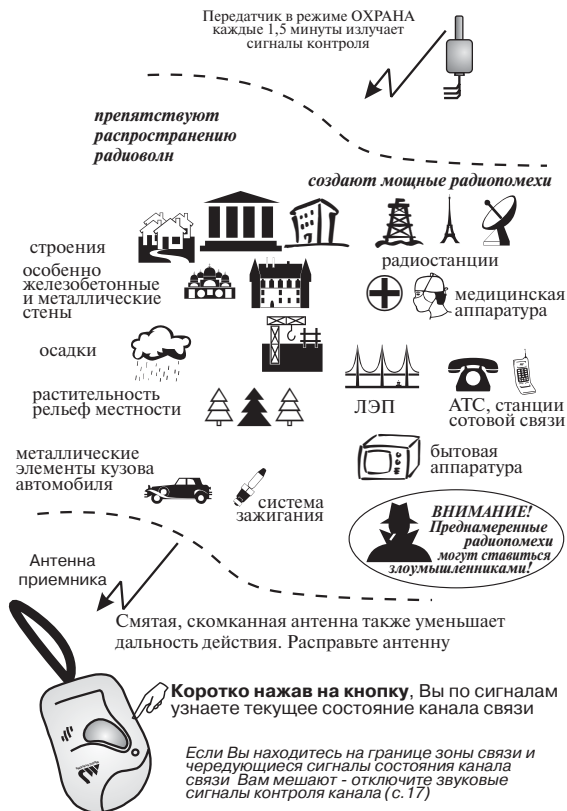 Передатчик в режиме ОХРАНА
каждые 1,5 минуты излучает
сигналы контроля
препятствуют
распространению
радиоволн
создают мощные радиопомехи
строения
особенно
железобетонные
и металлические
стены
радиостанции
медицинская
аппаратура
осадки
растительность
рельеф местности
ЛЭП
АТС, станции
сотовой связи
металлические
элементы кузова
автомобиля
система
зажигания
бытовая
аппаратура
ВНИМАНИЕ!
Преднамеренные
радиопомехи
могут ставиться
злоумышленниками!
Антенна
приемника
Смятая, скомканная антенна также уменьшает
дальность действия. Расправьте антенну
Коротко нажав на кнопку, Вы по сигналам
узнаете текущее состояние канала связи
Если Вы находитесь на границе зоны связи и
чередующиеся сигналы состояния канала
связи Вам мешают - отключите звуковые
сигналы контроля канала (с.17)